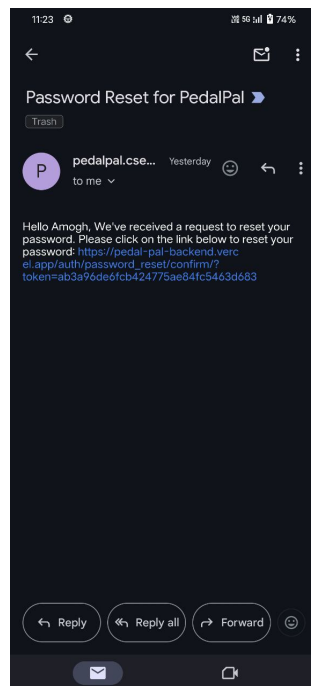 11:23
5G 74%
Password Reset for PedalPal
Trash
P
pedalpal.cse... Yesterday
to me
Hello Amogh, We've received a request to reset your
password. Please click on the link below to reset your
password: https://pedal-pal-backend.verc
el.app/auth/password_reset/confirm/?
token=ab3a96de6fcb424775ae84fc5463d683
Reply
Reply all
Forward